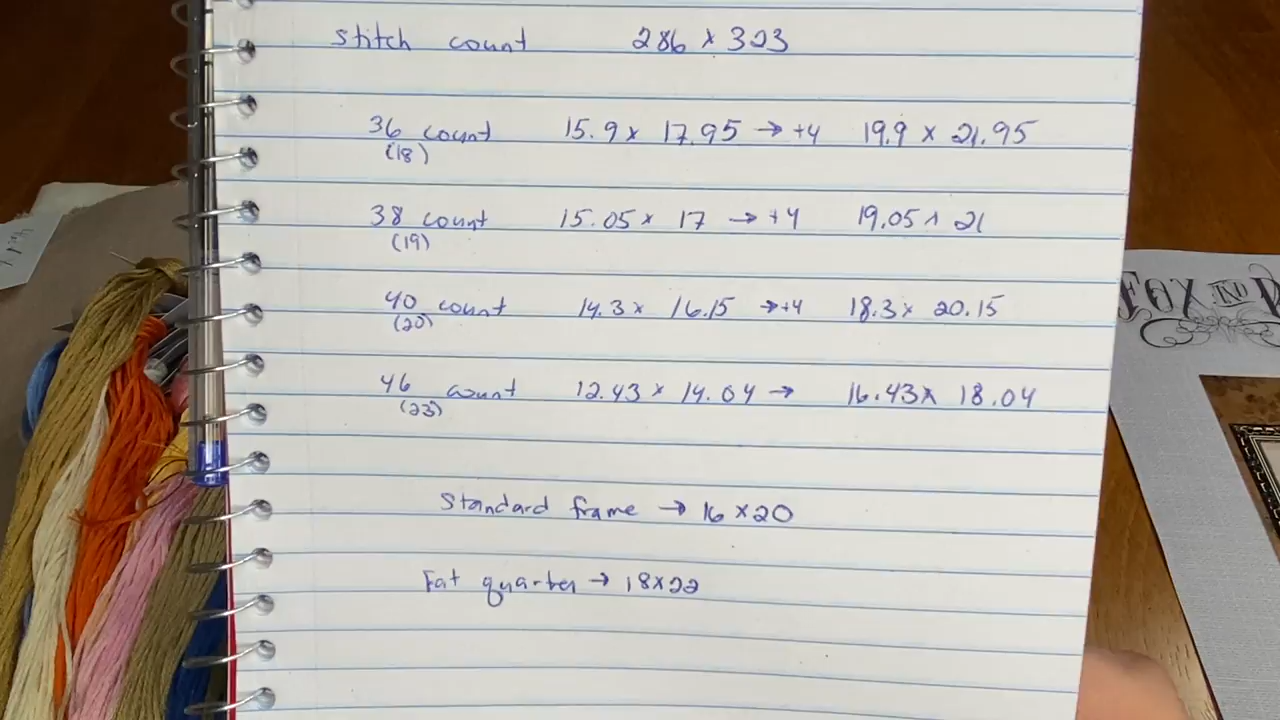 stitch count 286 x 323
36 count 15.9 x 17.95 → +4 19.9 x 21.95
(18)
38 count 15.05 x 17 → +4 19.05 x 21
(19)
40 count 14.3 x 16.15 → +4 18.3 x 20.15
(20)
46 count 12.43 x 14.04 → 16.43 x 18.04
(23)
Standard frame → 16 x 20
Fat quarter → 18 x 22
Fox AND